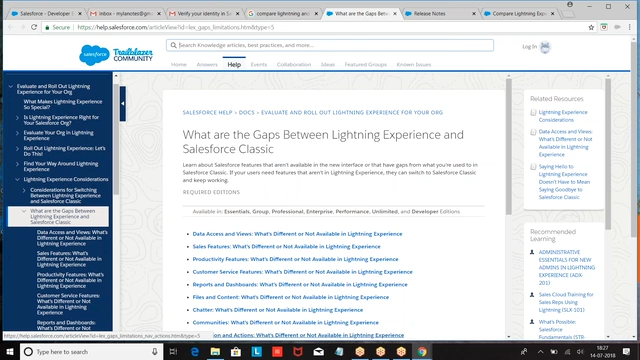 Salesforce - Developer
Inbox - mylanotes@gm
Verify your identity in S
compare lightning an
What are the Gaps Betw
Release Notes
Compare Lightning Exp
Secure
https://help.salesforce.com/articleView?id=lex_gaps_limitations.htm&type=5
salesforce
Trailblazer
COMMUNITY
Search Knowledge articles, best practices, and more...
Log In
Home
Answers
Help
Events
Collaboration
Ideas
Featured Groups
Known Issues
Evaluate and Roll Out Lightning
Experience for Your Org
What Makes Lightning Experience
So Special?
Is Lightning Experience Right for
Your Salesforce Org?
Evaluate Your Org in Lightning
Experience
Roll Out Lightning Experience: Let's
Do This!
Find Your Way Around Lightning
Experience
Lightning Experience Considerations
Considerations for Switching
Between Lightning Experience
and Salesforce Classic
What are the Gaps Between
Lightning Experience and
Salesforce Classic
Data Access and Views: What's
Different or Not Available in
Lightning Experience
Sales Features: What's
Different or Not Available in
Lightning Experience
Productivity Features: What's
Different or Not Available in
Lightning Experience
Customer Service Features:
What's Different or Not
Available in Lightning
Experience
Reports and Dashboards:
What's Different or Not
SALESFORCE HELP > DOCS > EVALUATE AND ROLL OUT LIGHTNING EXPERIENCE FOR YOUR ORG
What are the Gaps Between Lightning Experience and
Salesforce Classic
Learn about Salesforce features that aren't available in the new interface or that have gaps from what you're used to in
Salesforce Classic. If your users need features that aren't in Lightning Experience, they can switch to Salesforce Classic
and keep working.
REQUIRED EDITIONS
Available in: Essentials, Group, Professional, Enterprise, Performance, Unlimited, and Developer Editions
Data Access and Views: What's Different or Not Available in Lightning Experience
Sales Features: What's Different or Not Available in Lightning Experience
Productivity Features: What's Different or Not Available in Lightning Experience
Customer Service Features: What's Different or Not Available in Lightning Experience
Reports and Dashboards: What's Different or Not Available in Lightning Experience
Files and Content: What's Different or Not Available in Lightning Experience
Chatter: What's Different or Not Available in Lightning Experience
Communities: What's Different or Not Available in Lightning Experience
on and Actions: What's Different or Not Available in Lightning Experience
Related Resources
Lightning Experience
Considerations
Data Access and Views:
What's Different or Not
Available in Lightning
Experience
Saying Hello to
Lightning Experience
Doesn't Have to Mean
Saying Goodbye to
Salesforce Classic
Recommended
Learning
ADMINISTRATIVE
ESSENTIALS FOR NEW
ADMINS IN LIGHTNING
EXPERIENCE (ADX
201)
Sales Cloud Training for
Sales Reps Using
Lightning (SLX-101)
What's Possible:
Salesforce
Fundamentals (STB-
https://help.salesforce.com/articleView?id=lex_gaps_limitations_nav_actions.htm&type=5
Type here to search
18:27
14-07-2018